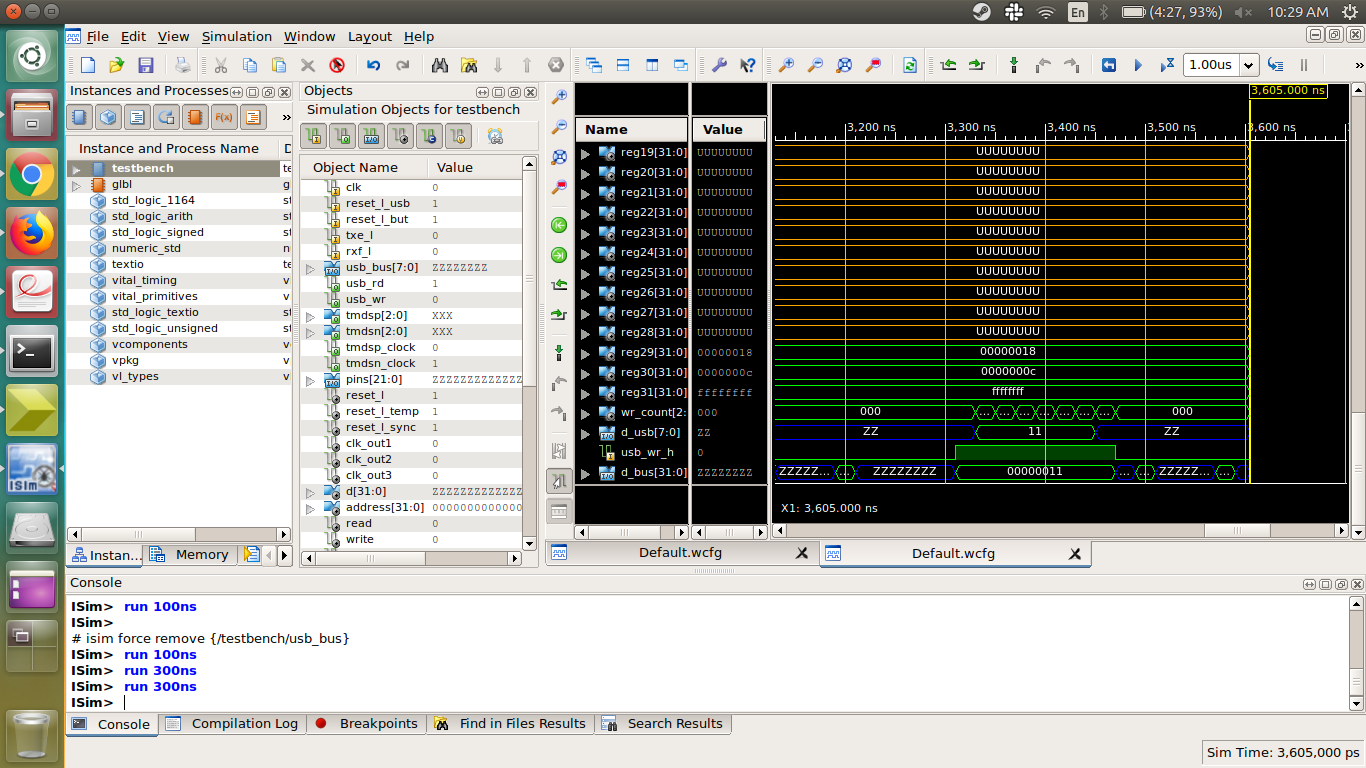 En
(4:27, 93%)
10:29 AM
File Edit View Simulation Window Layout Help
1.00us
»
Instances and Processes
F(x)
»
Instance and Process Name
D
testbench
te
glbl
g
std_logic_1164
st
std_logic_arith
st
std_logic_signed
st
numeric_std
n
textio
te
vital_timing
v
vital_primitives
v
std_logic_textio
st
std_logic_unsigned
st
vcomponents
v
vpkg
v
vl_types
v
Instan...
Memory
Objects
Simulation Objects for testbench
Object Name Value
clk 0
reset_l_usb 1
reset_l_but 1
txe_l 0
rxf_l 0
usb_bus[7:0] ZZZZZZZZ
usb_rd 1
usb_wr 0
tmdsp[2:0] XXX
tmdsn[2:0] XXX
tmdsp_clock 0
tmdsn_clock 1
pins[21:0] ZZZZZZZZZZZZZ
reset_l 1
reset_l_temp 1
reset_l_sync 1
clk_out1 0
clk_out2 0
clk_out3 0
d[31:0] ZZZZZZZZZZZZZ
address[31:0] 0000000000000
read 0
write 0
Name Value
reg19[31:0] UUUUUUUU
reg20[31:0] UUUUUUUU
reg21[31:0] UUUUUUUU
reg22[31:0] UUUUUUUU
reg23[31:0] UUUUUUUU
reg24[31:0] UUUUUUUU
reg25[31:0] UUUUUUUU
reg26[31:0] UUUUUUUU
reg27[31:0] UUUUUUUU
reg28[31:0] UUUUUUUU
reg29[31:0] 00000018
reg30[31:0] 0000000c
reg31[31:0] ffffffff
wr_count[2: 000
d_usb[7:0] ZZ
usb_wr_h 0
d_bus[31:0] ZZZZZZZZ
3,605.000 ns
3,200 ns 3,300 ns 3,400 ns 3,500 ns 3,600 ns
UUUUUUUU
UUUUUUUU
UUUUUUUU
UUUUUUUU
UUUUUUUU
UUUUUUUU
UUUUUUUU
UUUUUUUU
UUUUUUUU
UUUUUUUU
00000018
0000000c
ffffffff
000 ... ... ... ... ... ... ... 000
ZZ 11 ZZ
ZZZZZ... ... ZZZZZZZZ 00000011 ... ... ZZZZZ... ...
X1: 3,605.000 ns
Default.wcfg
Default.wcfg
Console
ISim> run 100ns
ISim>
# isim force remove {/testbench/usb_bus}
ISim> run 100ns
ISim> run 300ns
ISim> run 300ns
ISim>
Console
Compilation Log
Breakpoints
Find in Files Results
Search Results
Sim Time: 3,605,000 ps
ISim